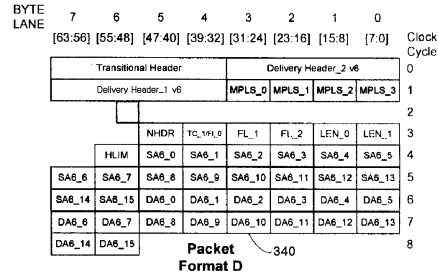 BYTE LANE 7 6 5 4 3 2 1 0
[63:56] [55:48] [47:40] [39:32] [31:24] [23:16] [15:8] [7:0] Clock Cycle
Transitional Header Delivery Header_2 v6 0
Delivery Header_1 v6 MPLS_0 MPLS_1 MPLS_2 MPLS_3 1
2
NHDR TC_1/Fl_0 FL_1 FL_2 LEN_0 LEN_1 3
HLIM SA6_0 SA6_1 SA6_2 SA6_3 SA6_4 SA6_5 4
SA6_6 SA6_7 SA6_8 SA6_9 SA6_10 SA6_11 SA6_12 SA6_13 5
SA6_14 SA6_15 DA6_0 DA6_1 DA6_2 DA6_3 DA6_4 DA6_5 6
DA6_6 DA6_7 DA6_8 DA6_9 DA6_10 DA6_11 DA6_12 DA6_13 7
DA6_14 DA6_15 8
Packet Format D
340